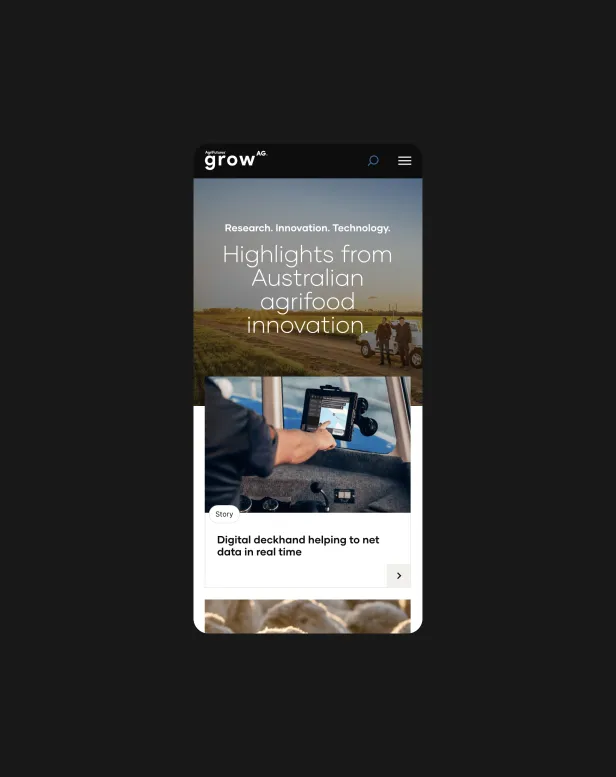 AgriFutures
grow AG.
Research. Innovation. Technology.
Highlights from
Australian
agrifood
innovation.
Story
Digital deckhand helping to net
data in real time